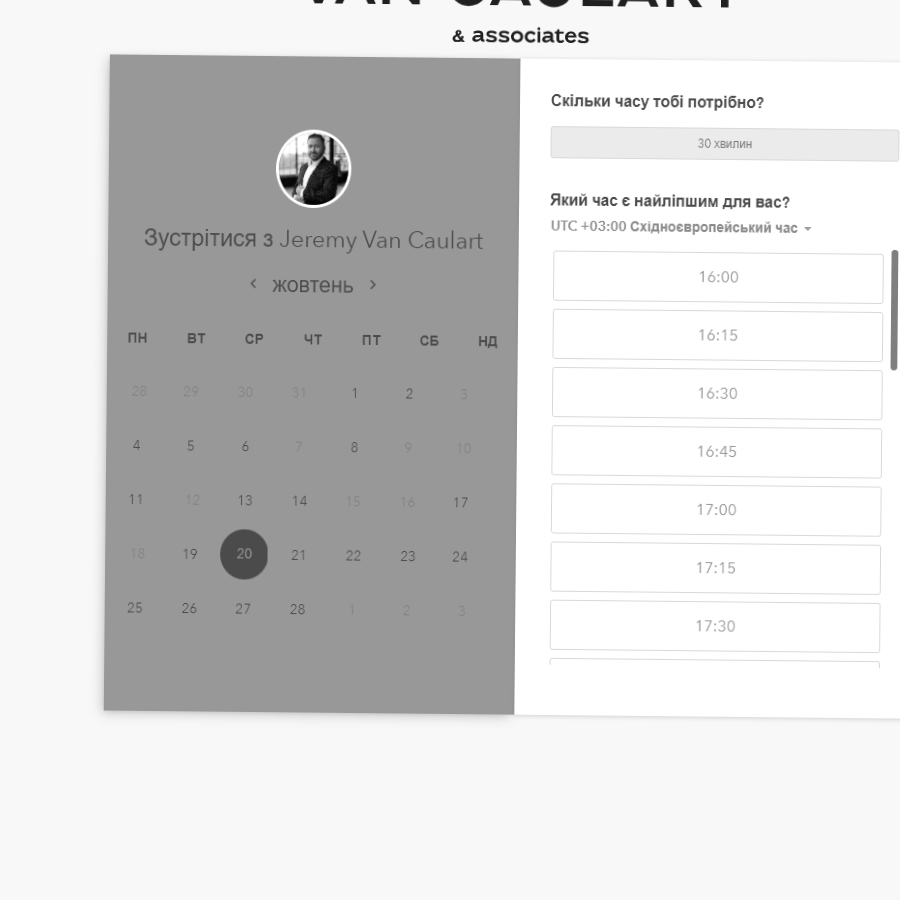 VAN CAULART
& associates
Зустрітися з Jeremy Van Caulart
жовтень
ПН ВТ СР ЧТ ПТ СБ НД
28 29 30 31 1 2 3
4 5 6 7 8 9 10
11 12 13 14 15 16 17
18 19 20 21 22 23 24
25 26 27 28 1 2 3
Скільки часу тобі потрібно?
30 хвилин
Який час є найліпшим для вас?
UTC +03:00 Східноєвропейський час
16:00
16:15
16:30
16:45
17:00
17:15
17:30